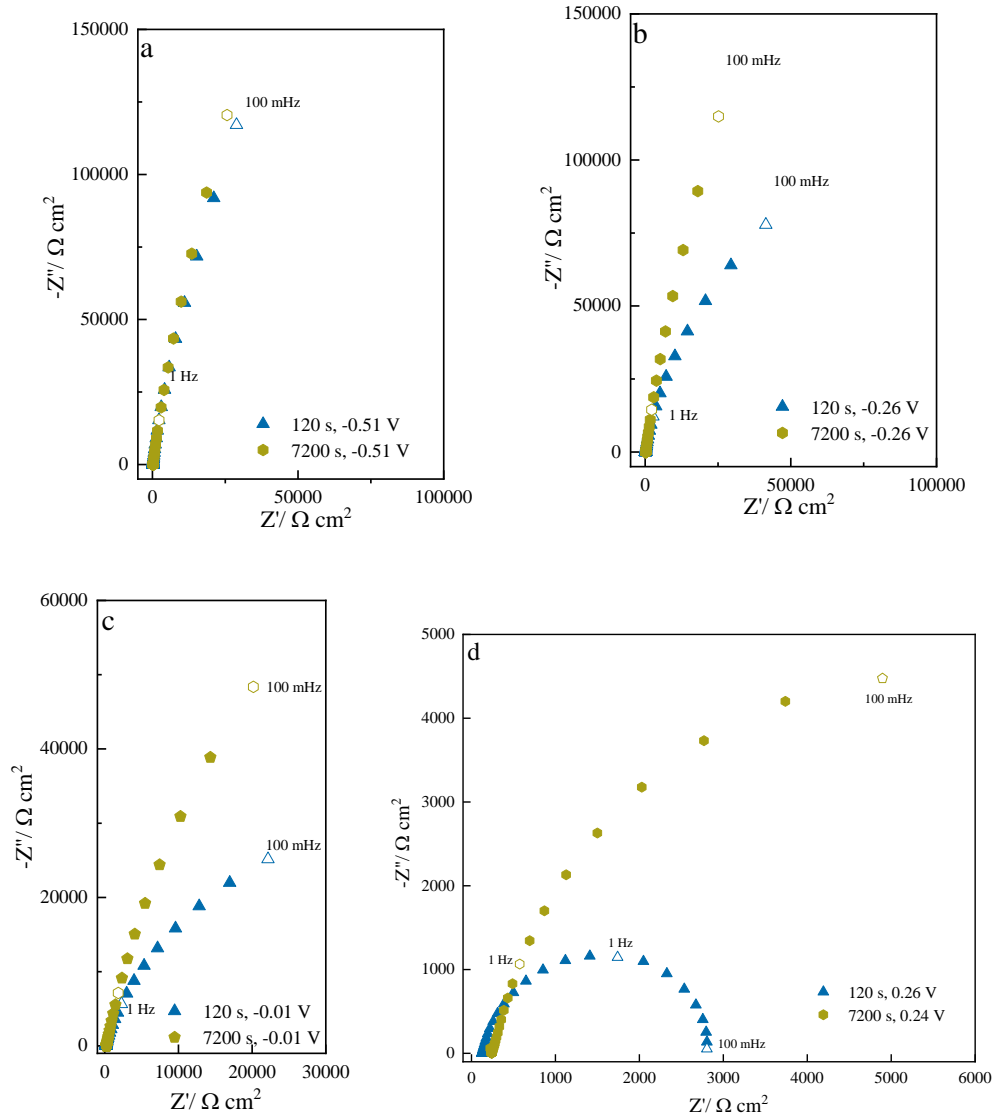 a
150000
100000
50000
0
-Z''/ Ω cm²
100 mHz
1 Hz
120 s, -0.51 V
7200 s, -0.51 V
0
50000
100000
Z'/ Ω cm²
b
150000
100000
50000
0
-Z''/ Ω cm²
100 mHz
100 mHz
1 Hz
120 s, -0.26 V
7200 s, -0.26 V
0
50000
100000
Z'/ Ω cm²
c
60000
40000
20000
0
-Z''/ Ω cm²
100 mHz
100 mHz
1 Hz
120 s, -0.01 V
7200 s, -0.01 V
0
10000
20000
30000
Z'/ Ω cm²
d
5000
4000
3000
2000
1000
0
-Z''/ Ω cm²
100 mHz
1 Hz
1 Hz
120 s, 0.26 V
7200 s, 0.24 V
100 mHz
0
1000
2000
3000
4000
5000
6000
Z'/ Ω cm²